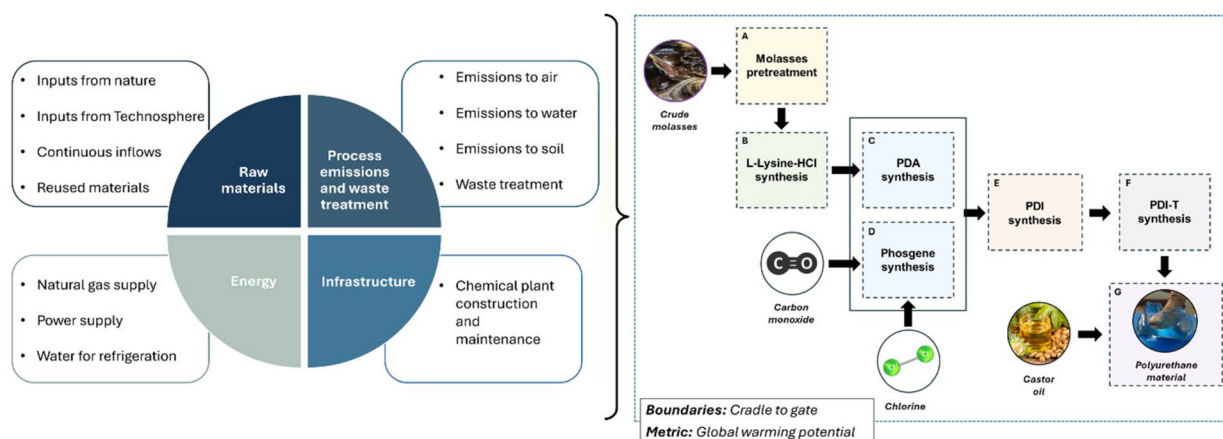 • Inputs from nature
• Inputs from Technosphere
• Continuous inflows
• Reused materials
• Emissions to air
• Emissions to water
• Emissions to soil
• Waste treatment
Raw
materials
Process
emissions
and waste
treatment
Energy
Infrastructure
• Natural gas supply
• Power supply
• Water for refrigeration
• Chemical plant
construction
and
maintenance
Crude
molasses
A
Molasses
pretreatment
B
L-Lysine-HCl
synthesis
C
PDA
synthesis
D
Phosgene
synthesis
E
PDI
synthesis
F
PDI-T
synthesis
C=O
Carbon
monoxide
Cl
Cl
Chlorine
Castor
oil
G
Polyurethane
material
Boundaries: Cradle to gate
Metric: Global warming potential